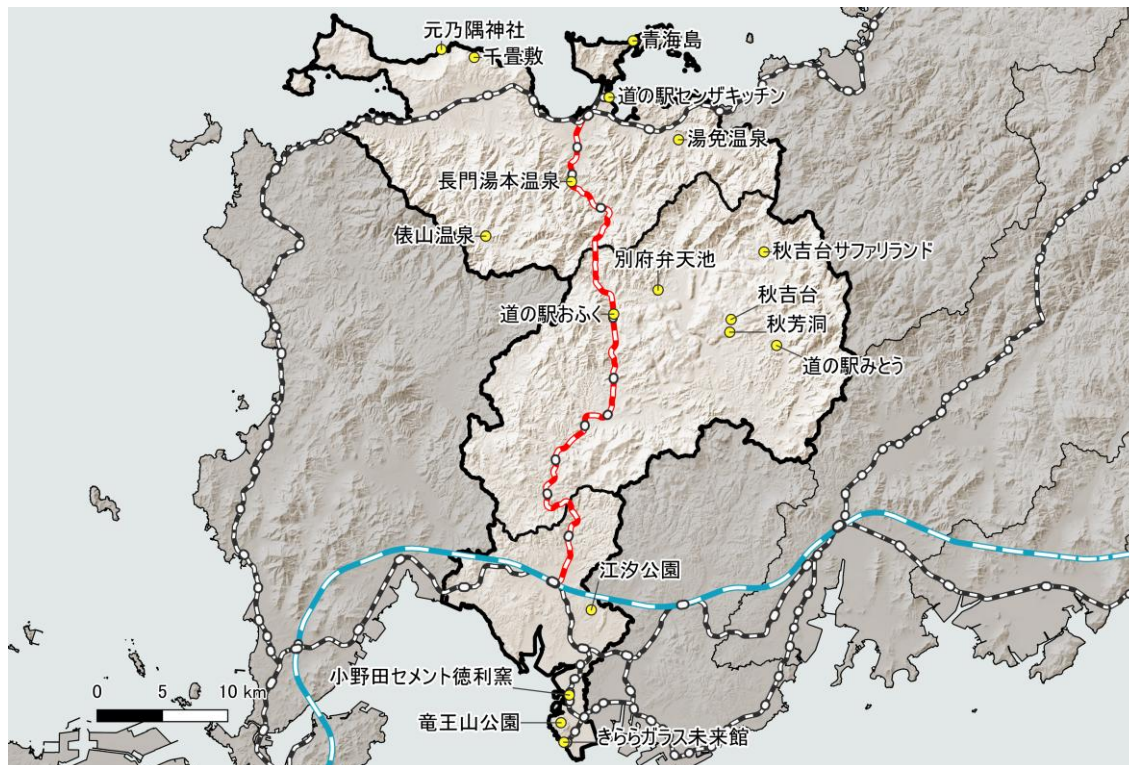 元乃隅神社
千畳敷
青海島
道の駅センザキッチン
湯免温泉
長門湯本温泉
俵山温泉
別府弁天池
秋吉台サファリランド
道の駅おふく
秋吉台
秋芳洞
道の駅みとう
江汐公園
小野田セメント徳利窯
竜王山公園
きららガラス未来館
0 5 10 km